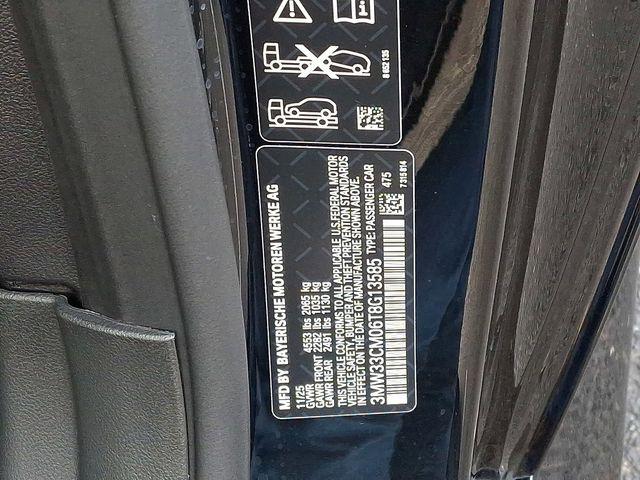 8 652 135
MFD BY BAYERISCHE MOTOREN WERKE AG
11/25
GVWR 4553 lbs 2065 kg
GAWR FRONT 2282 lbs 1035 kg
GAWR REAR 2491 lbs 1130 kg
THIS VEHICLE CONFORMS TO ALL APPLICABLE U.S. FEDERAL MOTOR
VEHICLE SAFETY, BUMPER AND THEFT PREVENTION STANDARDS
IN EFFECT ON THE DATE OF MANUFACTURE SHOWN ABOVE.
3MW33CM06T8G13585 TYPE: PASSENGER CAR
475
7 315 814